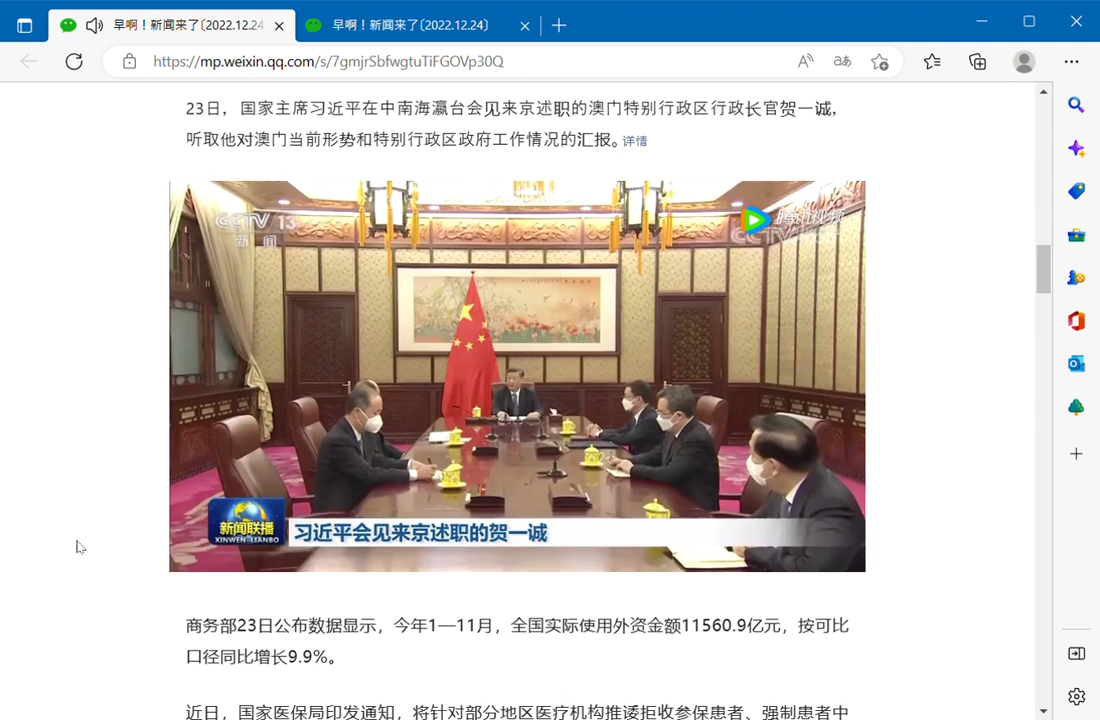 早啊！新闻来了〔2022.12.24
早啊！新闻来了〔2022.12.24〕
https://mp.weixin.qq.com/s/7gmjrSbfwgtuTiFGOVp30Q
23日，国家主席习近平在中南海瀛台会见来京述职的澳门特别行政区行政长官贺一诚，
听取他对澳门当前形势和特别行政区政府工作情况的汇报。详情
CCTV 13
新闻
腾讯视频
新闻联播
XINWEN LIANBO
习近平会见来京述职的贺一诚
商务部23日公布数据显示，今年1—11月，全国实际使用外资金额11560.9亿元，按可比
口径同比增长9.9%。
近日，国家医保局印发通知，将针对部分地区医疗机构推诿拒收参保患者、强制患者中